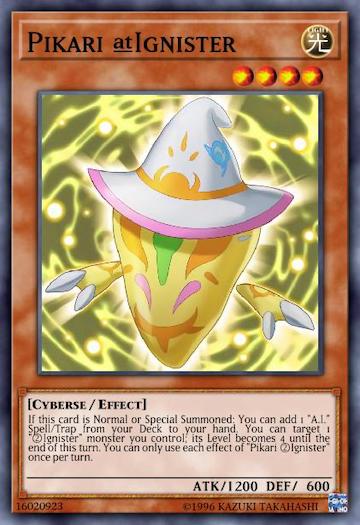 Pikari @Ignister
LIGHT
光
[Cyberse / Effect]
If this card is Normal or Special Summoned: You can add 1 "A.I."
Spell/Trap from your Deck to your hand. You can target 1
"②Ignister" monster you control; its Level becomes 4 until the
end of this turn. You can only use each effect of "Pikari ②Ignister"
once per turn.
ATK/1200 DEF/ 600
16020923
©1996 KAZUKI TAKAHASHI